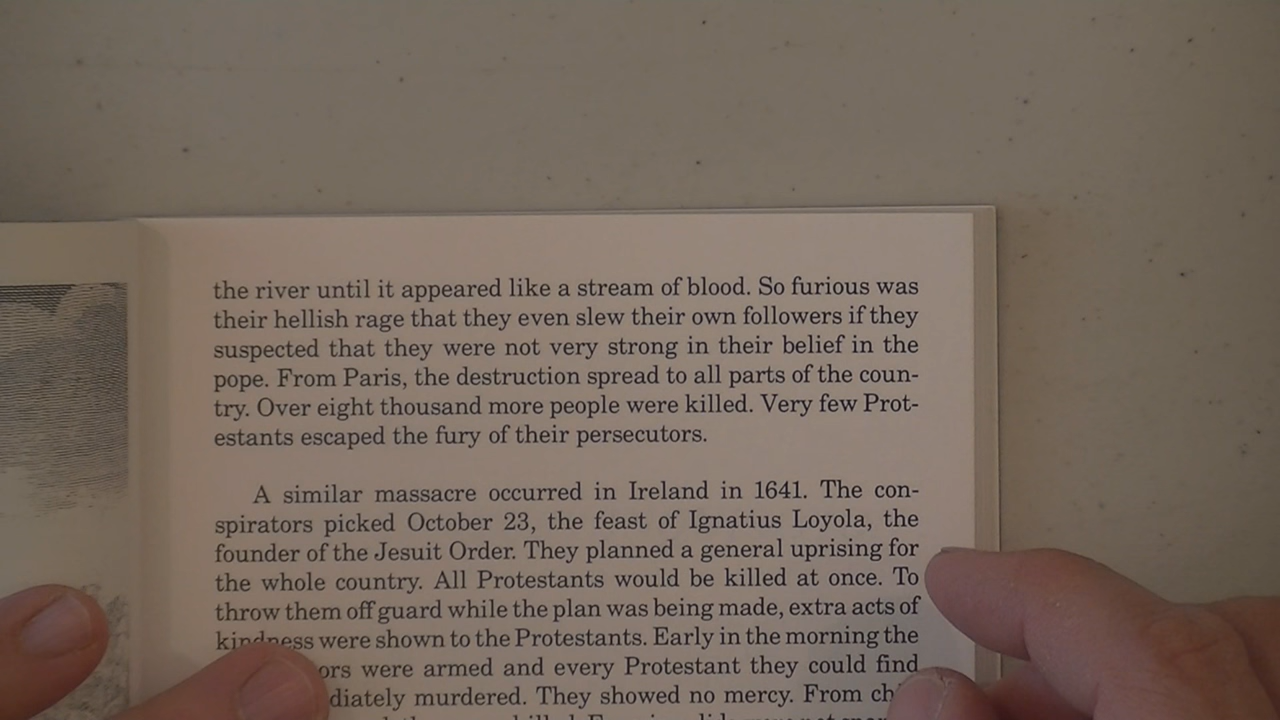 the river until it appeared like a stream of blood. So furious was
their hellish rage that they even slew their own followers if they
suspected that they were not very strong in their belief in the
pope. From Paris, the destruction spread to all parts of the coun-
try. Over eight thousand more people were killed. Very few Prot-
estants escaped the fury of their persecutors.
A similar massacre occurred in Ireland in 1641. The con-
spirators picked October 23, the feast of Ignatius Loyola, the
founder of the Jesuit Order. They planned a general uprising for
the whole country. All Protestants would be killed at once. To
throw them off guard while the plan was being made, extra acts of
kindness were shown to the Protestants. Early in the morning the
were armed and every Protestant they could find
murdered. They showed no mercy. From